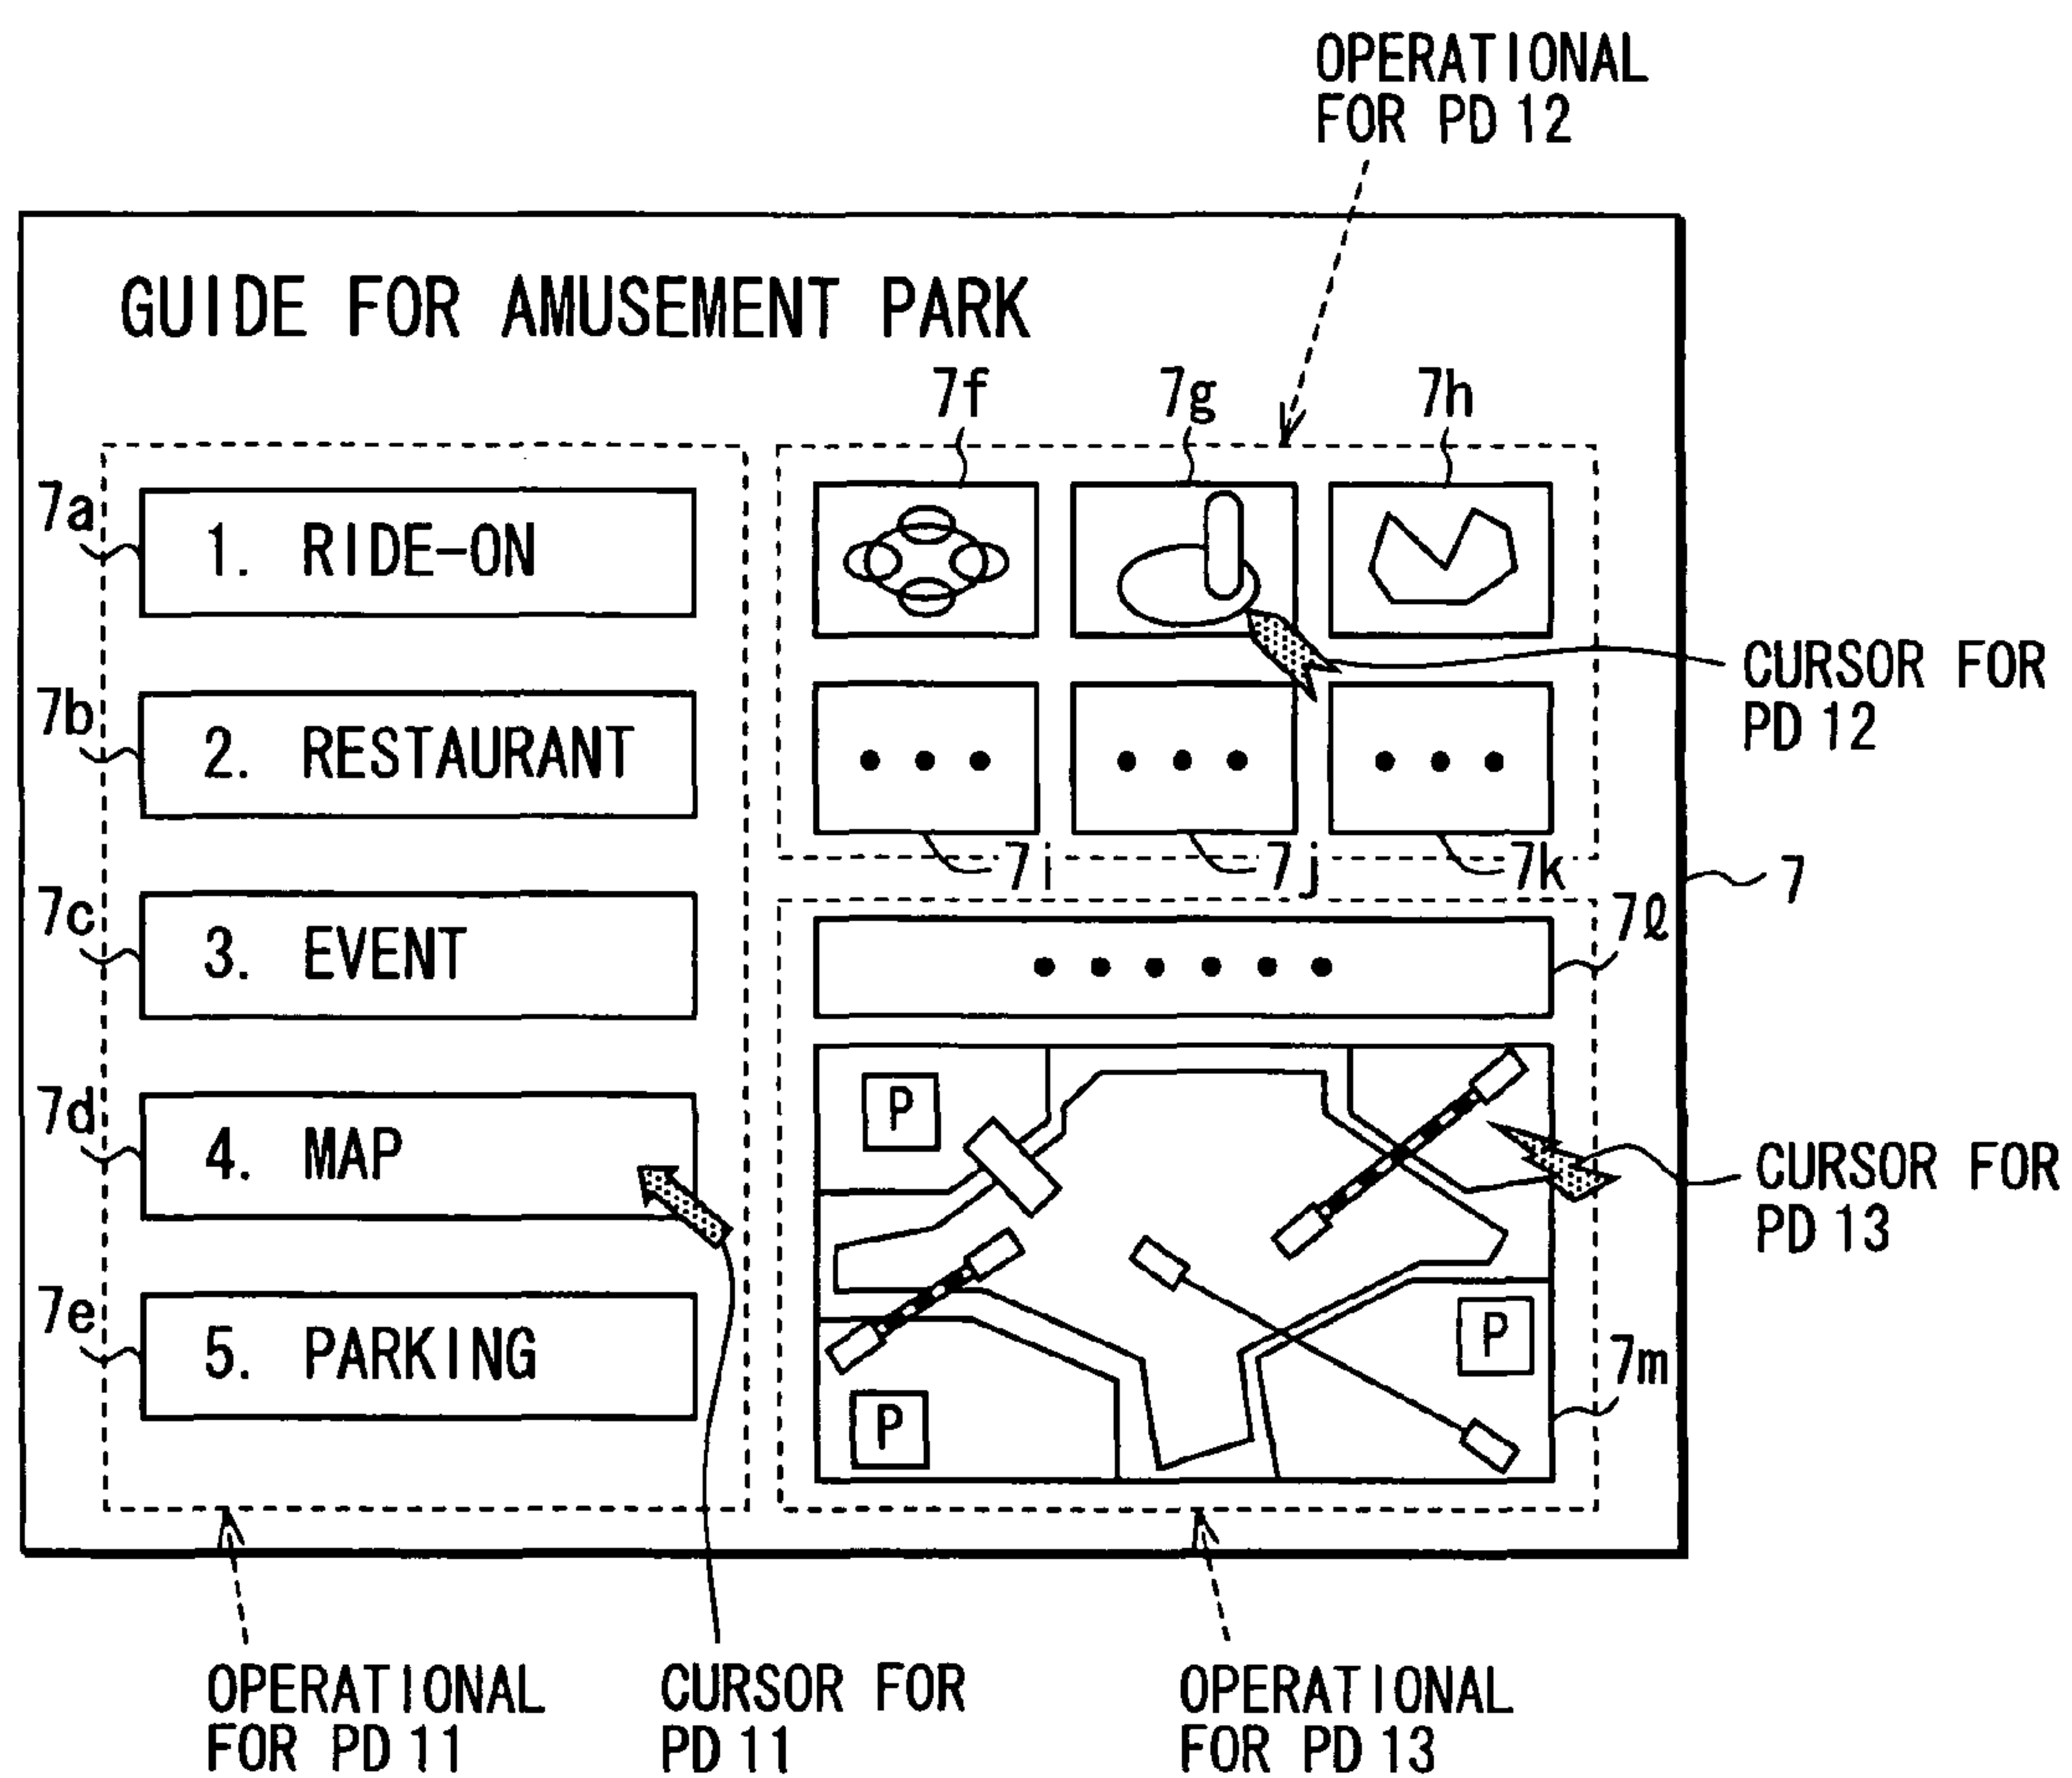 OPERATIONAL
FOR PD 12
GUIDE FOR AMUSEMENT PARK
7f 7g 7h
7a
1. RIDE-ON
CURSOR FOR
PD 12
7b
2. RESTAURANT
7i 7j 7k
7
7c
3. EVENT
7ℓ
7d
4. MAP
P
CURSOR FOR
PD 13
7e
5. PARKING
P
7m
P
OPERATIONAL
FOR PD 11
CURSOR FOR
PD 11
OPERATIONAL
FOR PD 13